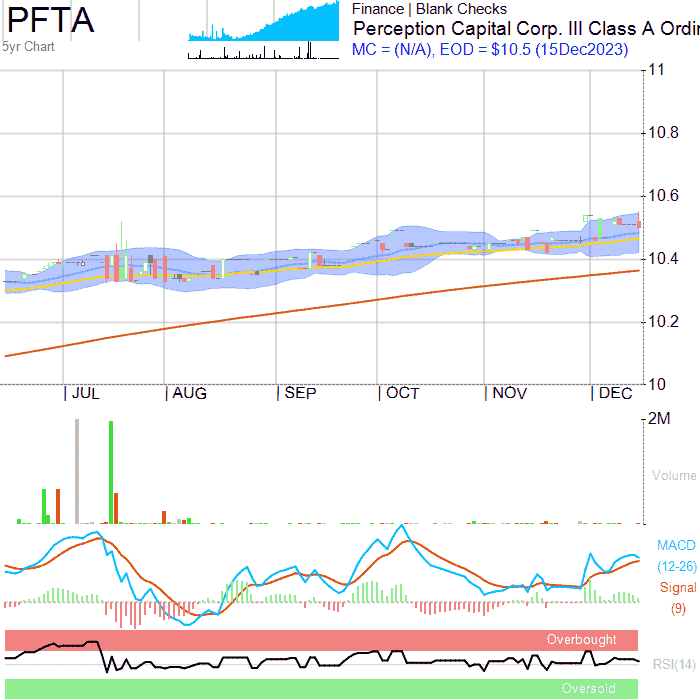 PFTA
5yr Chart
Finance | Blank Checks
Perception Capital Corp. III Class A Ordin
MC = (N/A), EOD = $10.5 (15Dec2023)
11
10.8
10.6
10.4
10.2
10
| JUL
| AUG
| SEP
| OCT
| NOV
| DEC
2M
Volume
MACD
(12-26)
Signal
(9)
Overbought
RSI(14)
Oversold